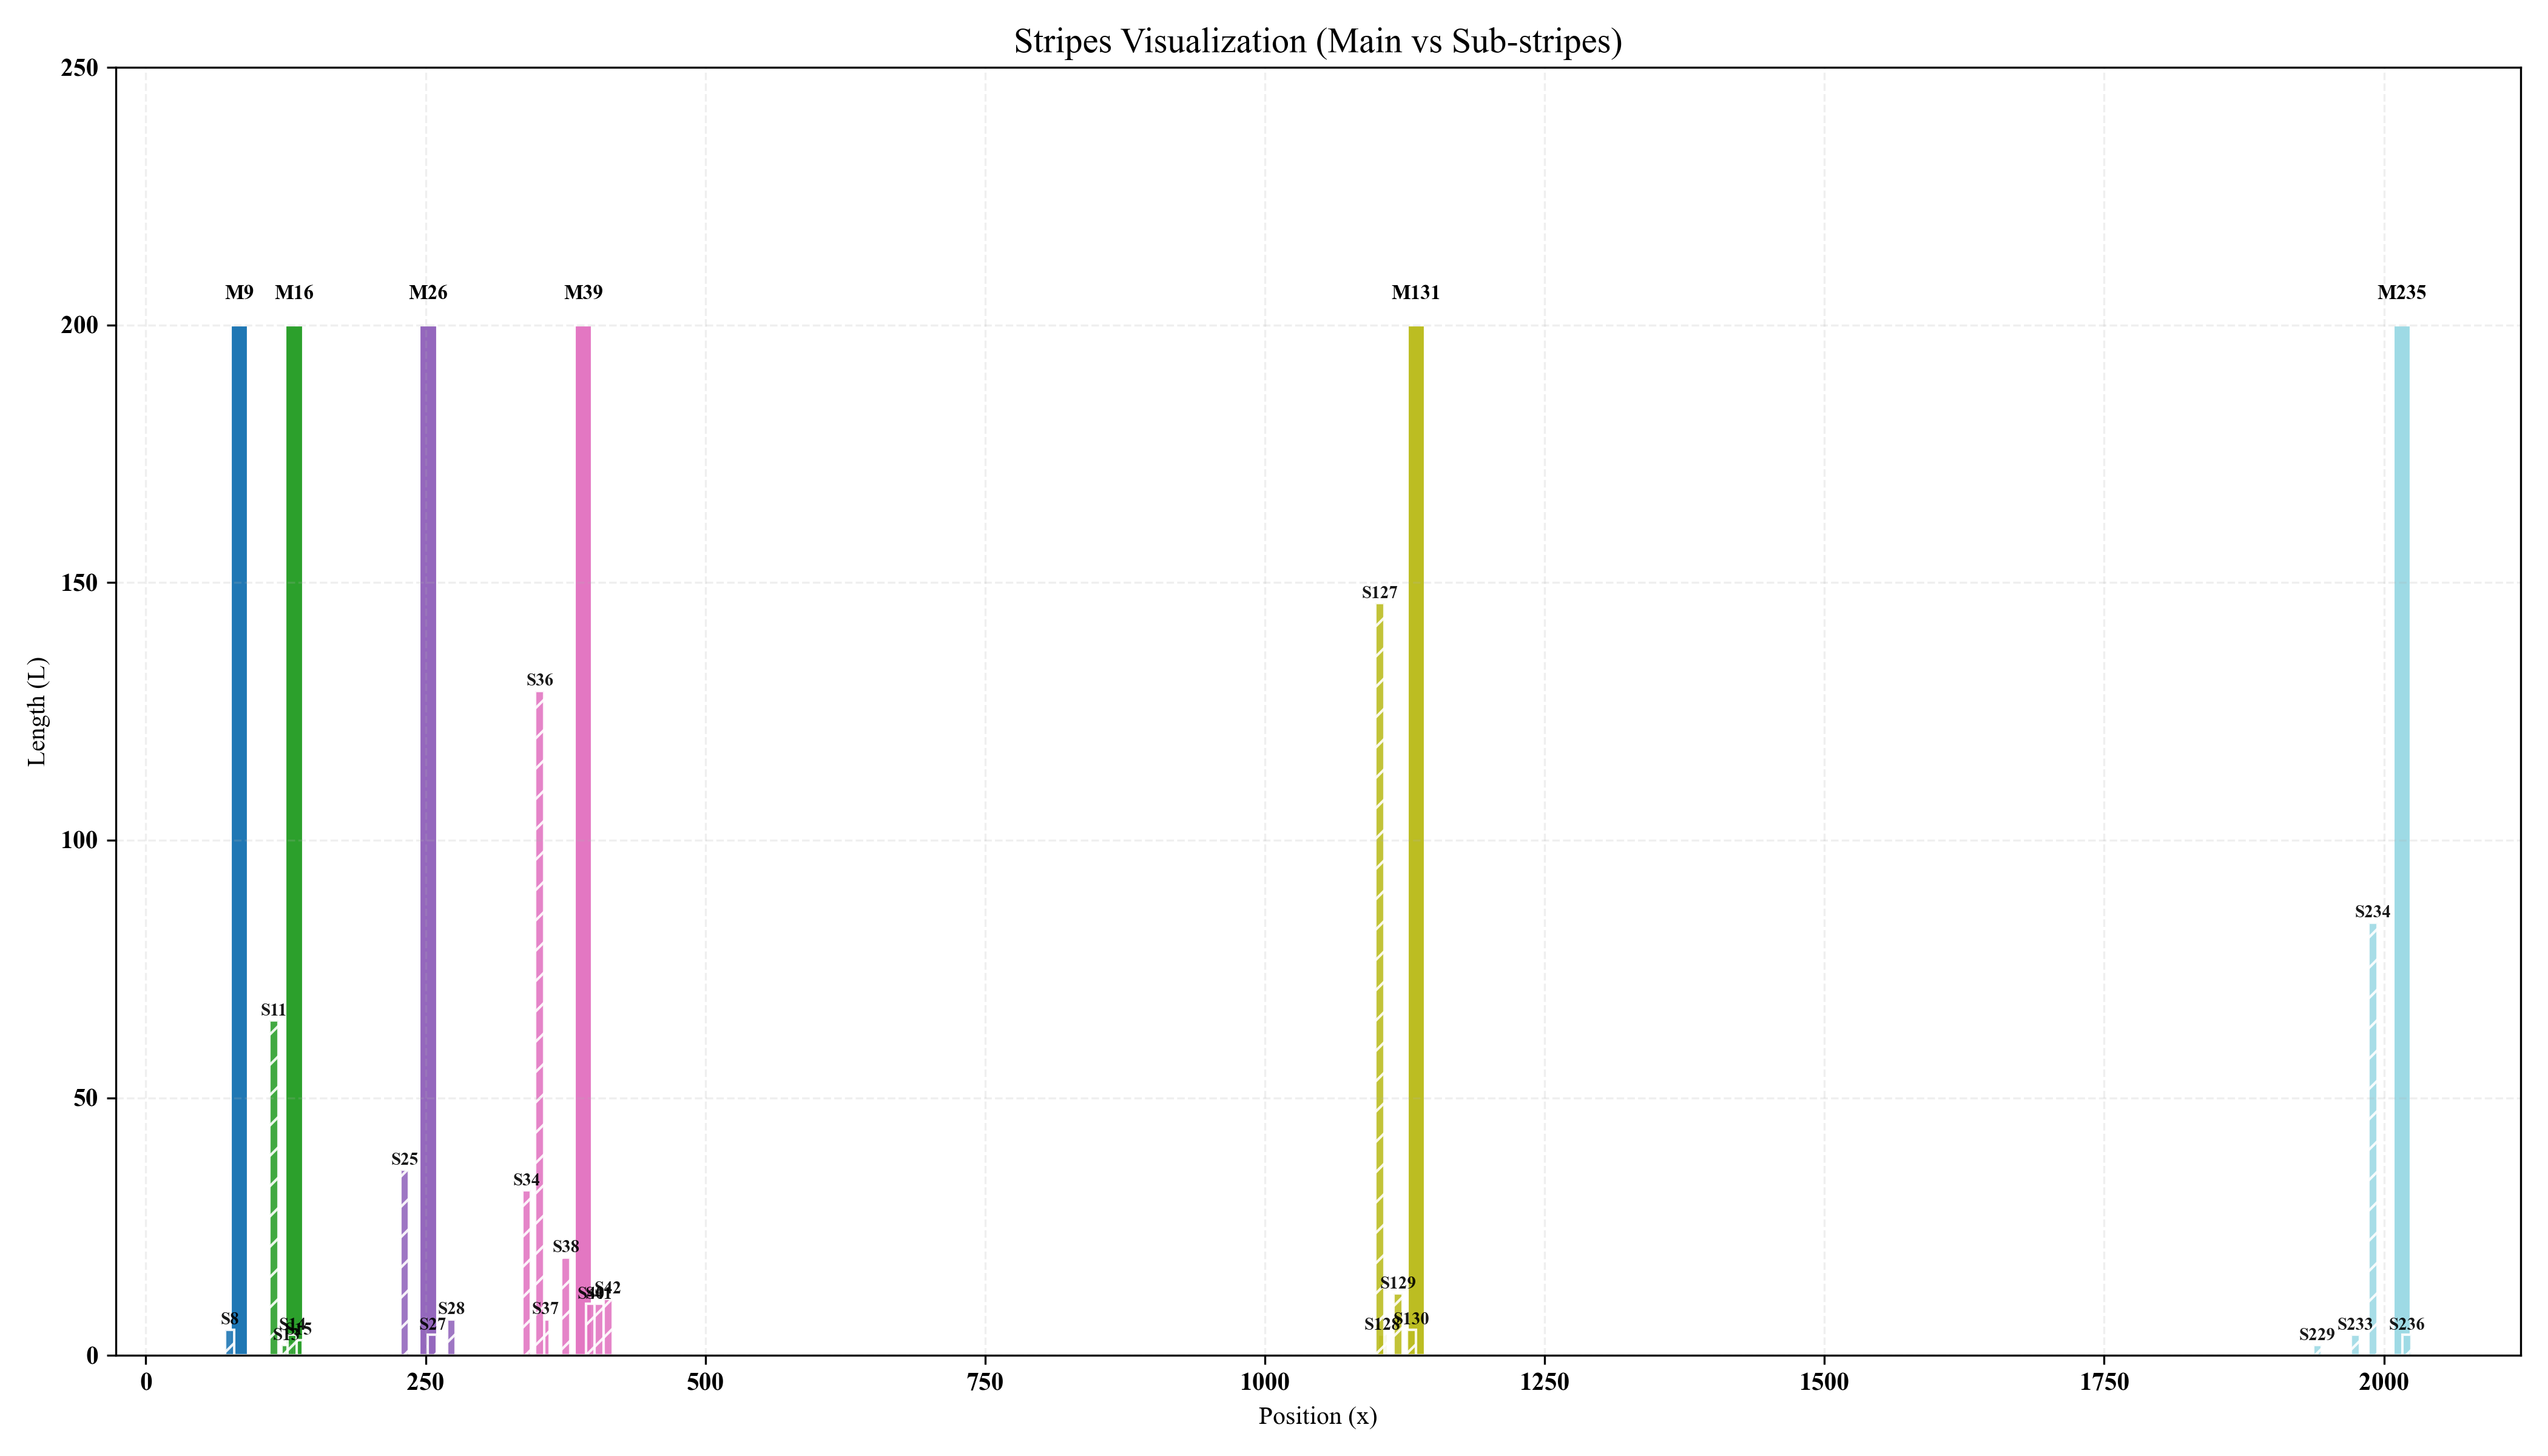 Stripes Visualization (Main vs Sub-stripes)
250
M9 M16 M26 M39 M131 M235
200
150
S127
S36
100
S234
S11
50
S25
S34
S38
S42
S129
S37
S28
S8
S130
S14
S27
S128
S233
S236
S229
0
0 250 500 750 1000 1250 1500 1750 2000
Position (x)
Length (L)